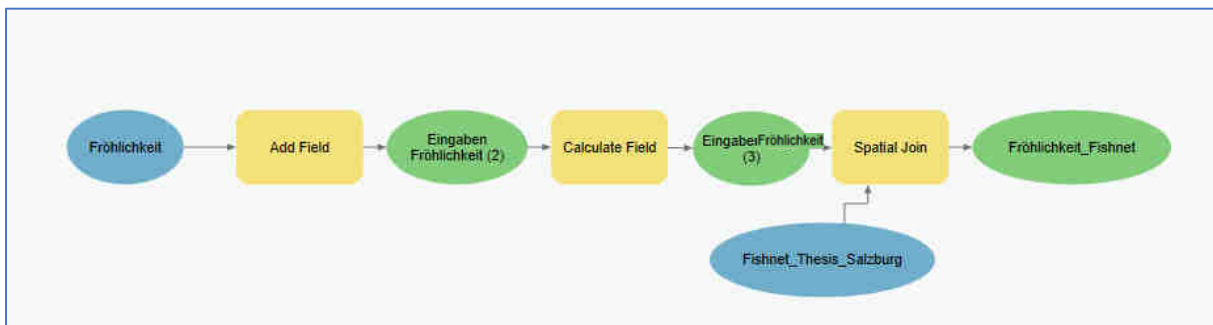 Fröhlichkeit
Add Field
Eingaben
Fröhlichkeit (2)
Calculate Field
EingabenFröhlichkeit
(3)
Spatial Join
Fröhlichkeit_Fishnet
Fishnet_Thesis_Salzburg